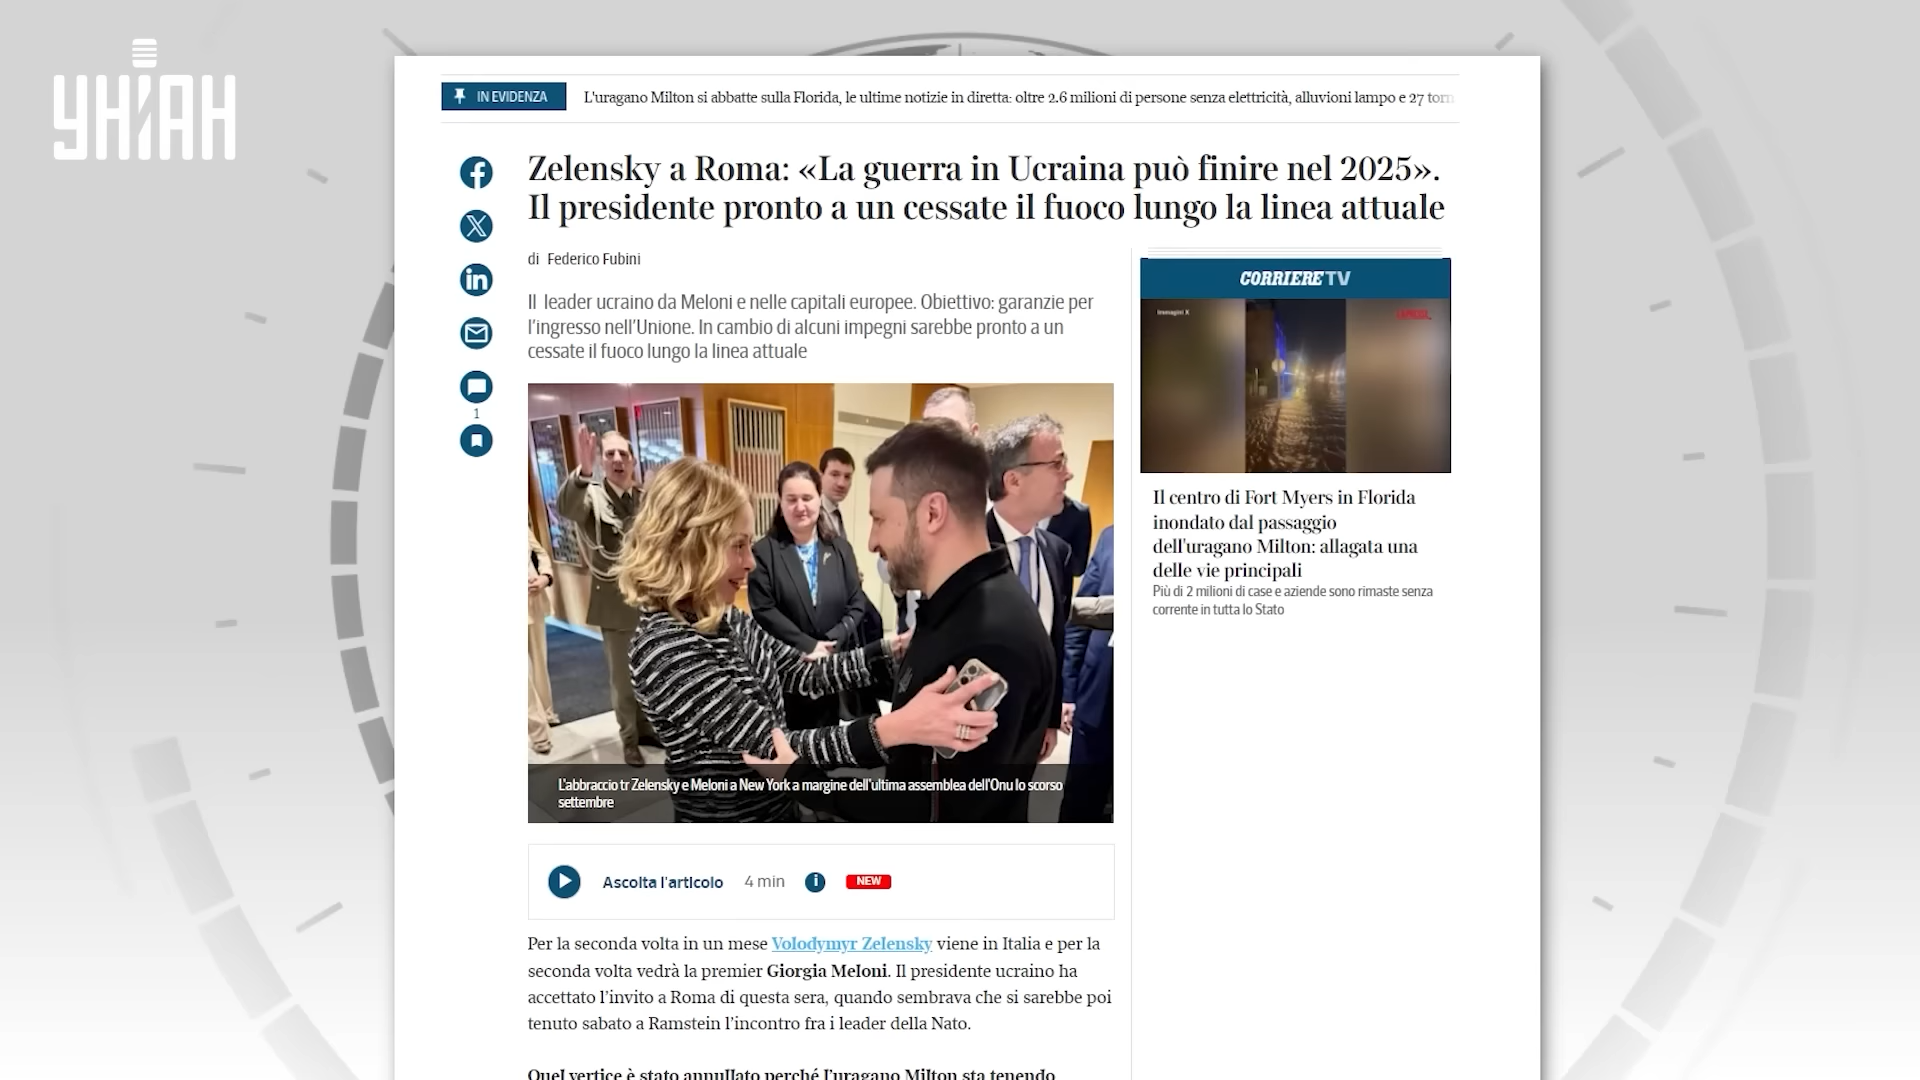 УНІАН
IN EVIDENZA
L'uragano Milton si abbatte sulla Florida, le ultime notizie in diretta: oltre 2.6 milioni di persone senza elettricità, alluvioni lampo e 27
Zelensky a Roma: «La guerra in Ucraina può finire nel 2025».
Il presidente pronto a un cessate il fuoco lungo la linea attuale
di Federico Fubini
Il leader ucraino da Meloni e nelle capitali europee. Obiettivo: garanzie per
l'ingresso nell'Unione. In cambio di alcuni impegni sarebbe pronto a un
cessate il fuoco lungo la linea attuale
1
L'abbraccio tr Zelensky e Meloni a New York a margine dell'ultima assemblea dell'Onu lo scorso
settembre
Ascolta l'articolo 4 min i NEW
Per la seconda volta in un mese Volodymyr Zelensky viene in Italia e per la
seconda volta vedrà la premier Giorgia Meloni. Il presidente ucraino ha
accettato l'invito a Roma di questa sera, quando sembrava che si sarebbe poi
tenuto sabato a Ramstein l'incontro fra i leader della Nato.
Quel vertice è stato annullato perché l'uragano Milton sta tenendo
CORRIERE TV
Immagini X
Il centro di Fort Myers in Florida
inondato dal passaggio
dell'uragano Milton: allagata una
delle vie principali
Più di 2 milioni di case e aziende sono rimaste senza
corrente in tutta lo Stato